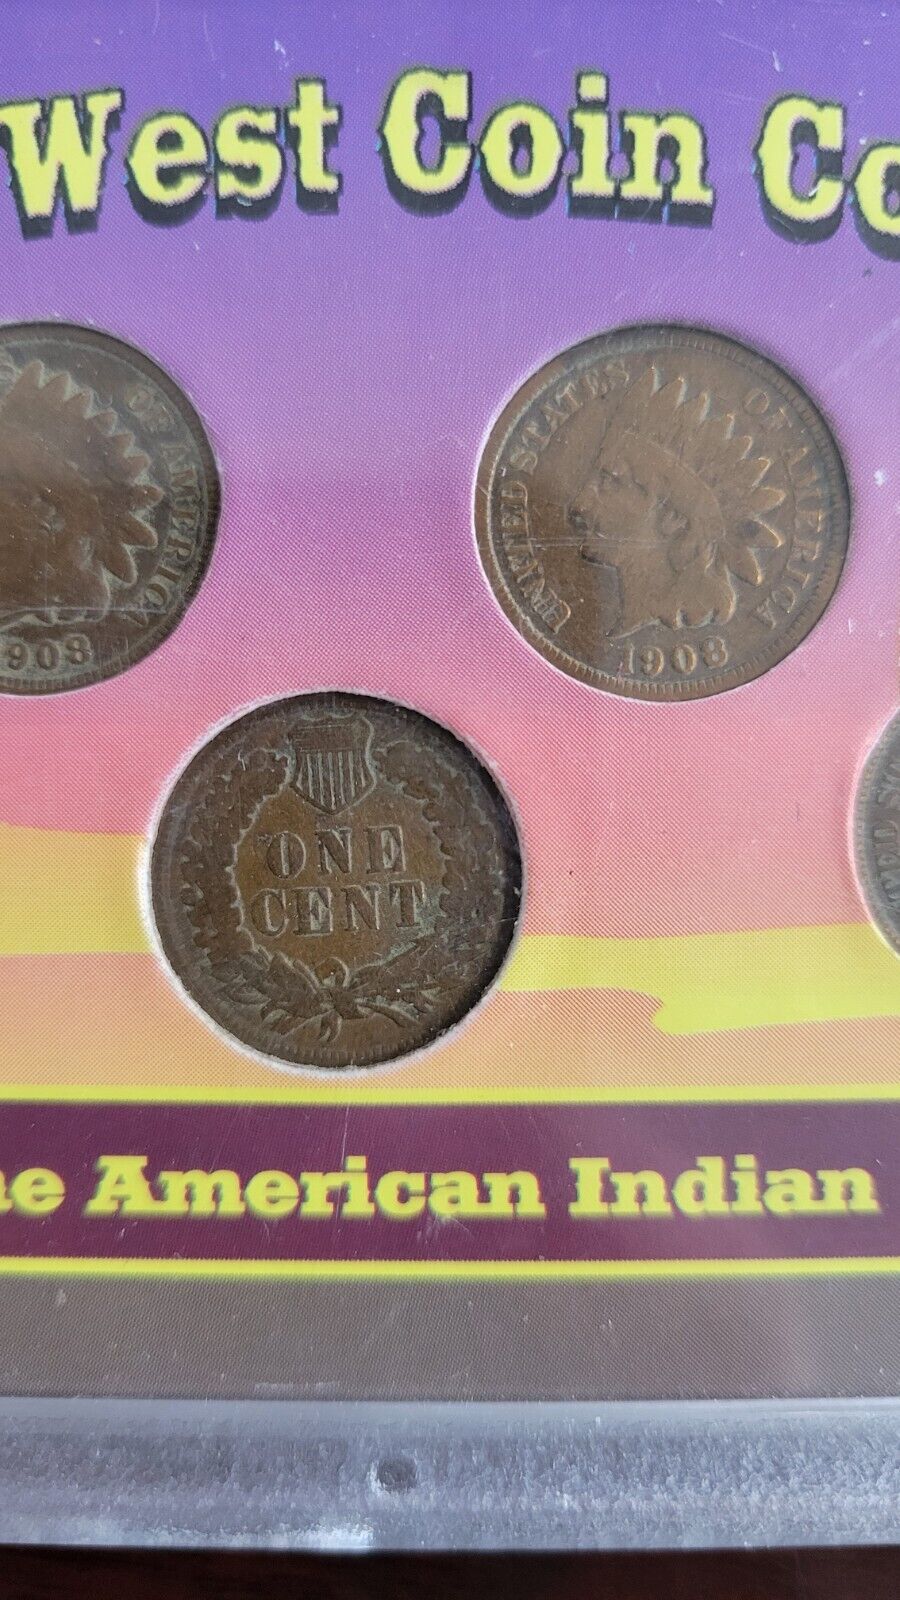 West Coin Co
OF AMERICA
1908
UNITED STATES OF AMERICA
1908
ONE
CENT
he American Indian